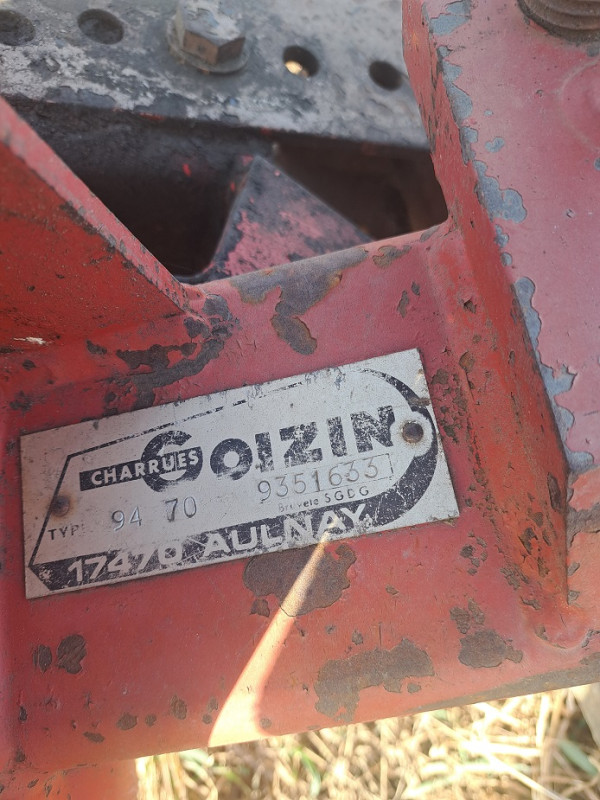 CHARRUES GOIZIN
TYPE 94 70 9351633
Breveté SGDG
17470 AULNAY